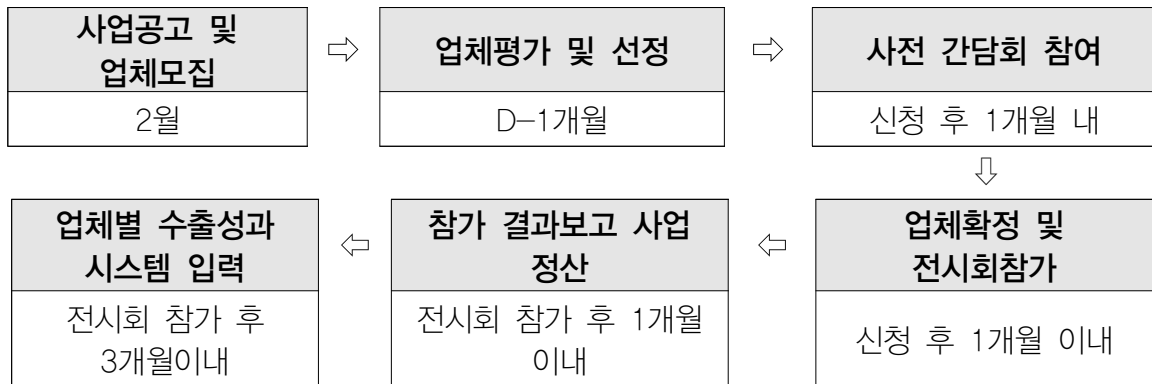 사업공고 및
업체모집
2월
⇨
업체평가 및 선정
D-1개월
⇨
사전 간담회 참여
신청 후 1개월 내
⇩
업체확정 및
전시회참가
신청 후 1개월 이내
⇦
참가 결과보고 사업
정산
전시회 참가 후 1개월
이내
⇦
업체별 수출성과
시스템 입력
전시회 참가 후
3개월이내